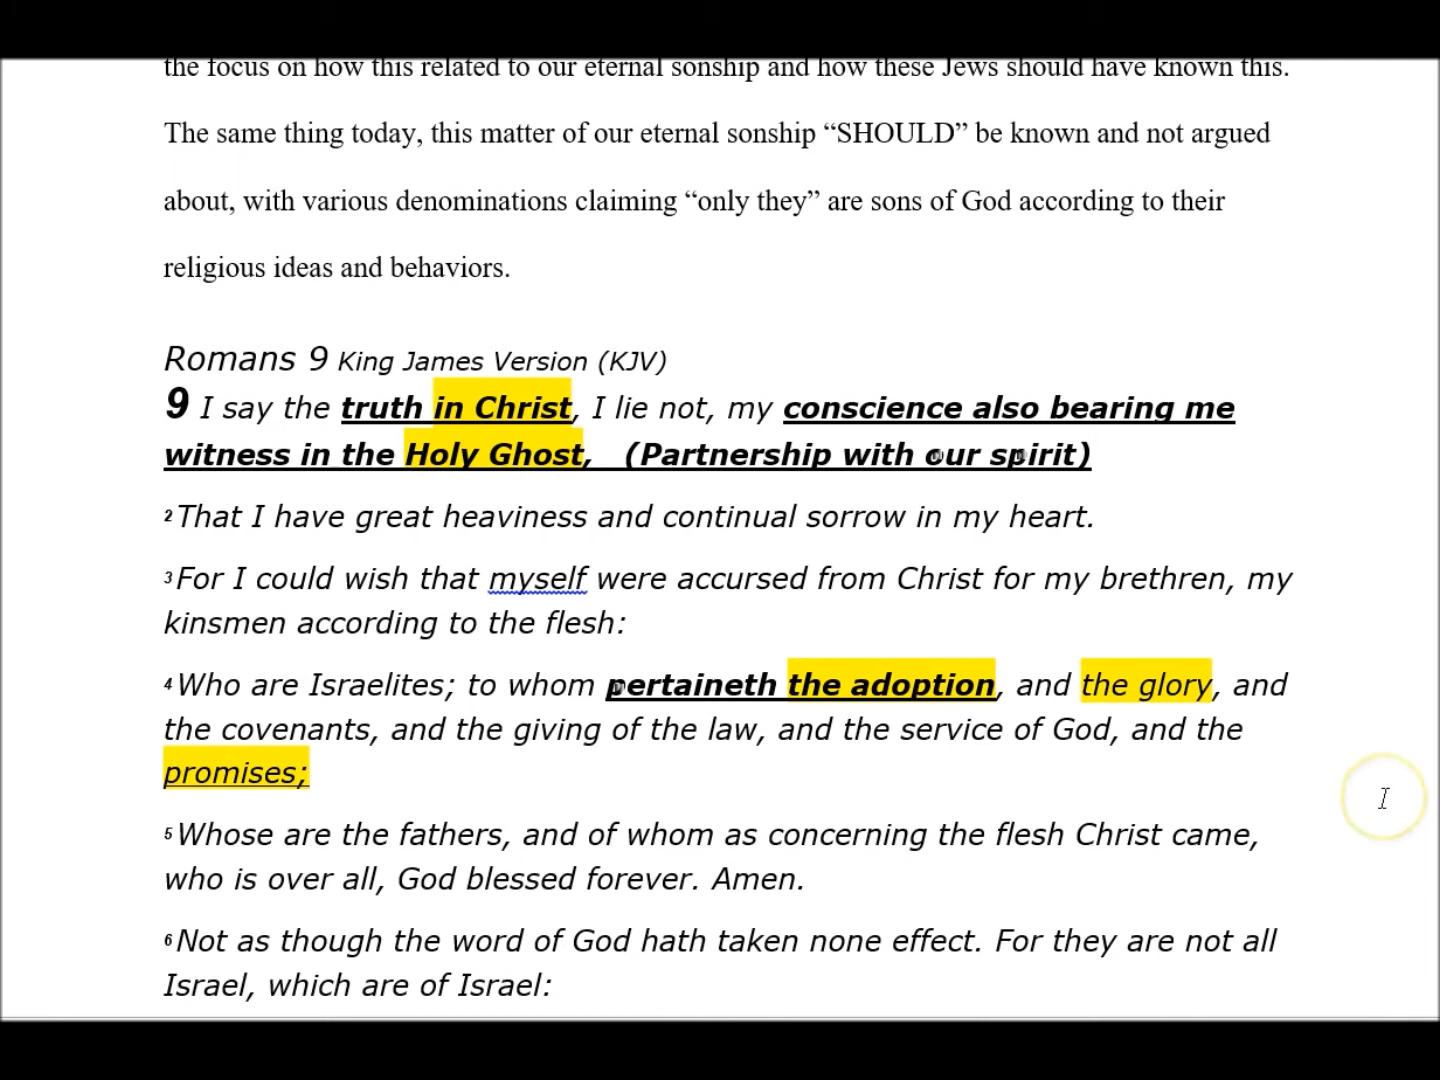 the focus on how this related to our eternal sonship and how these Jews should have known this.
The same thing today, this matter of our eternal sonship “SHOULD” be known and not argued
about, with various denominations claiming “only they” are sons of God according to their
religious ideas and behaviors.
Romans 9 King James Version (KJV)
9 I say the truth in Christ, I lie not, my conscience also bearing me
witness in the Holy Ghost, (Partnership with our spirit)
2 That I have great heaviness and continual sorrow in my heart.
3 For I could wish that myself were accursed from Christ for my brethren, my
kinsmen according to the flesh:
4 Who are Israelites; to whom pertaineth the adoption, and the glory, and
the covenants, and the giving of the law, and the service of God, and the
promises;
5 Whose are the fathers, and of whom as concerning the flesh Christ came,
who is over all, God blessed forever. Amen.
6 Not as though the word of God hath taken none effect. For they are not all
Israel, which are of Israel: